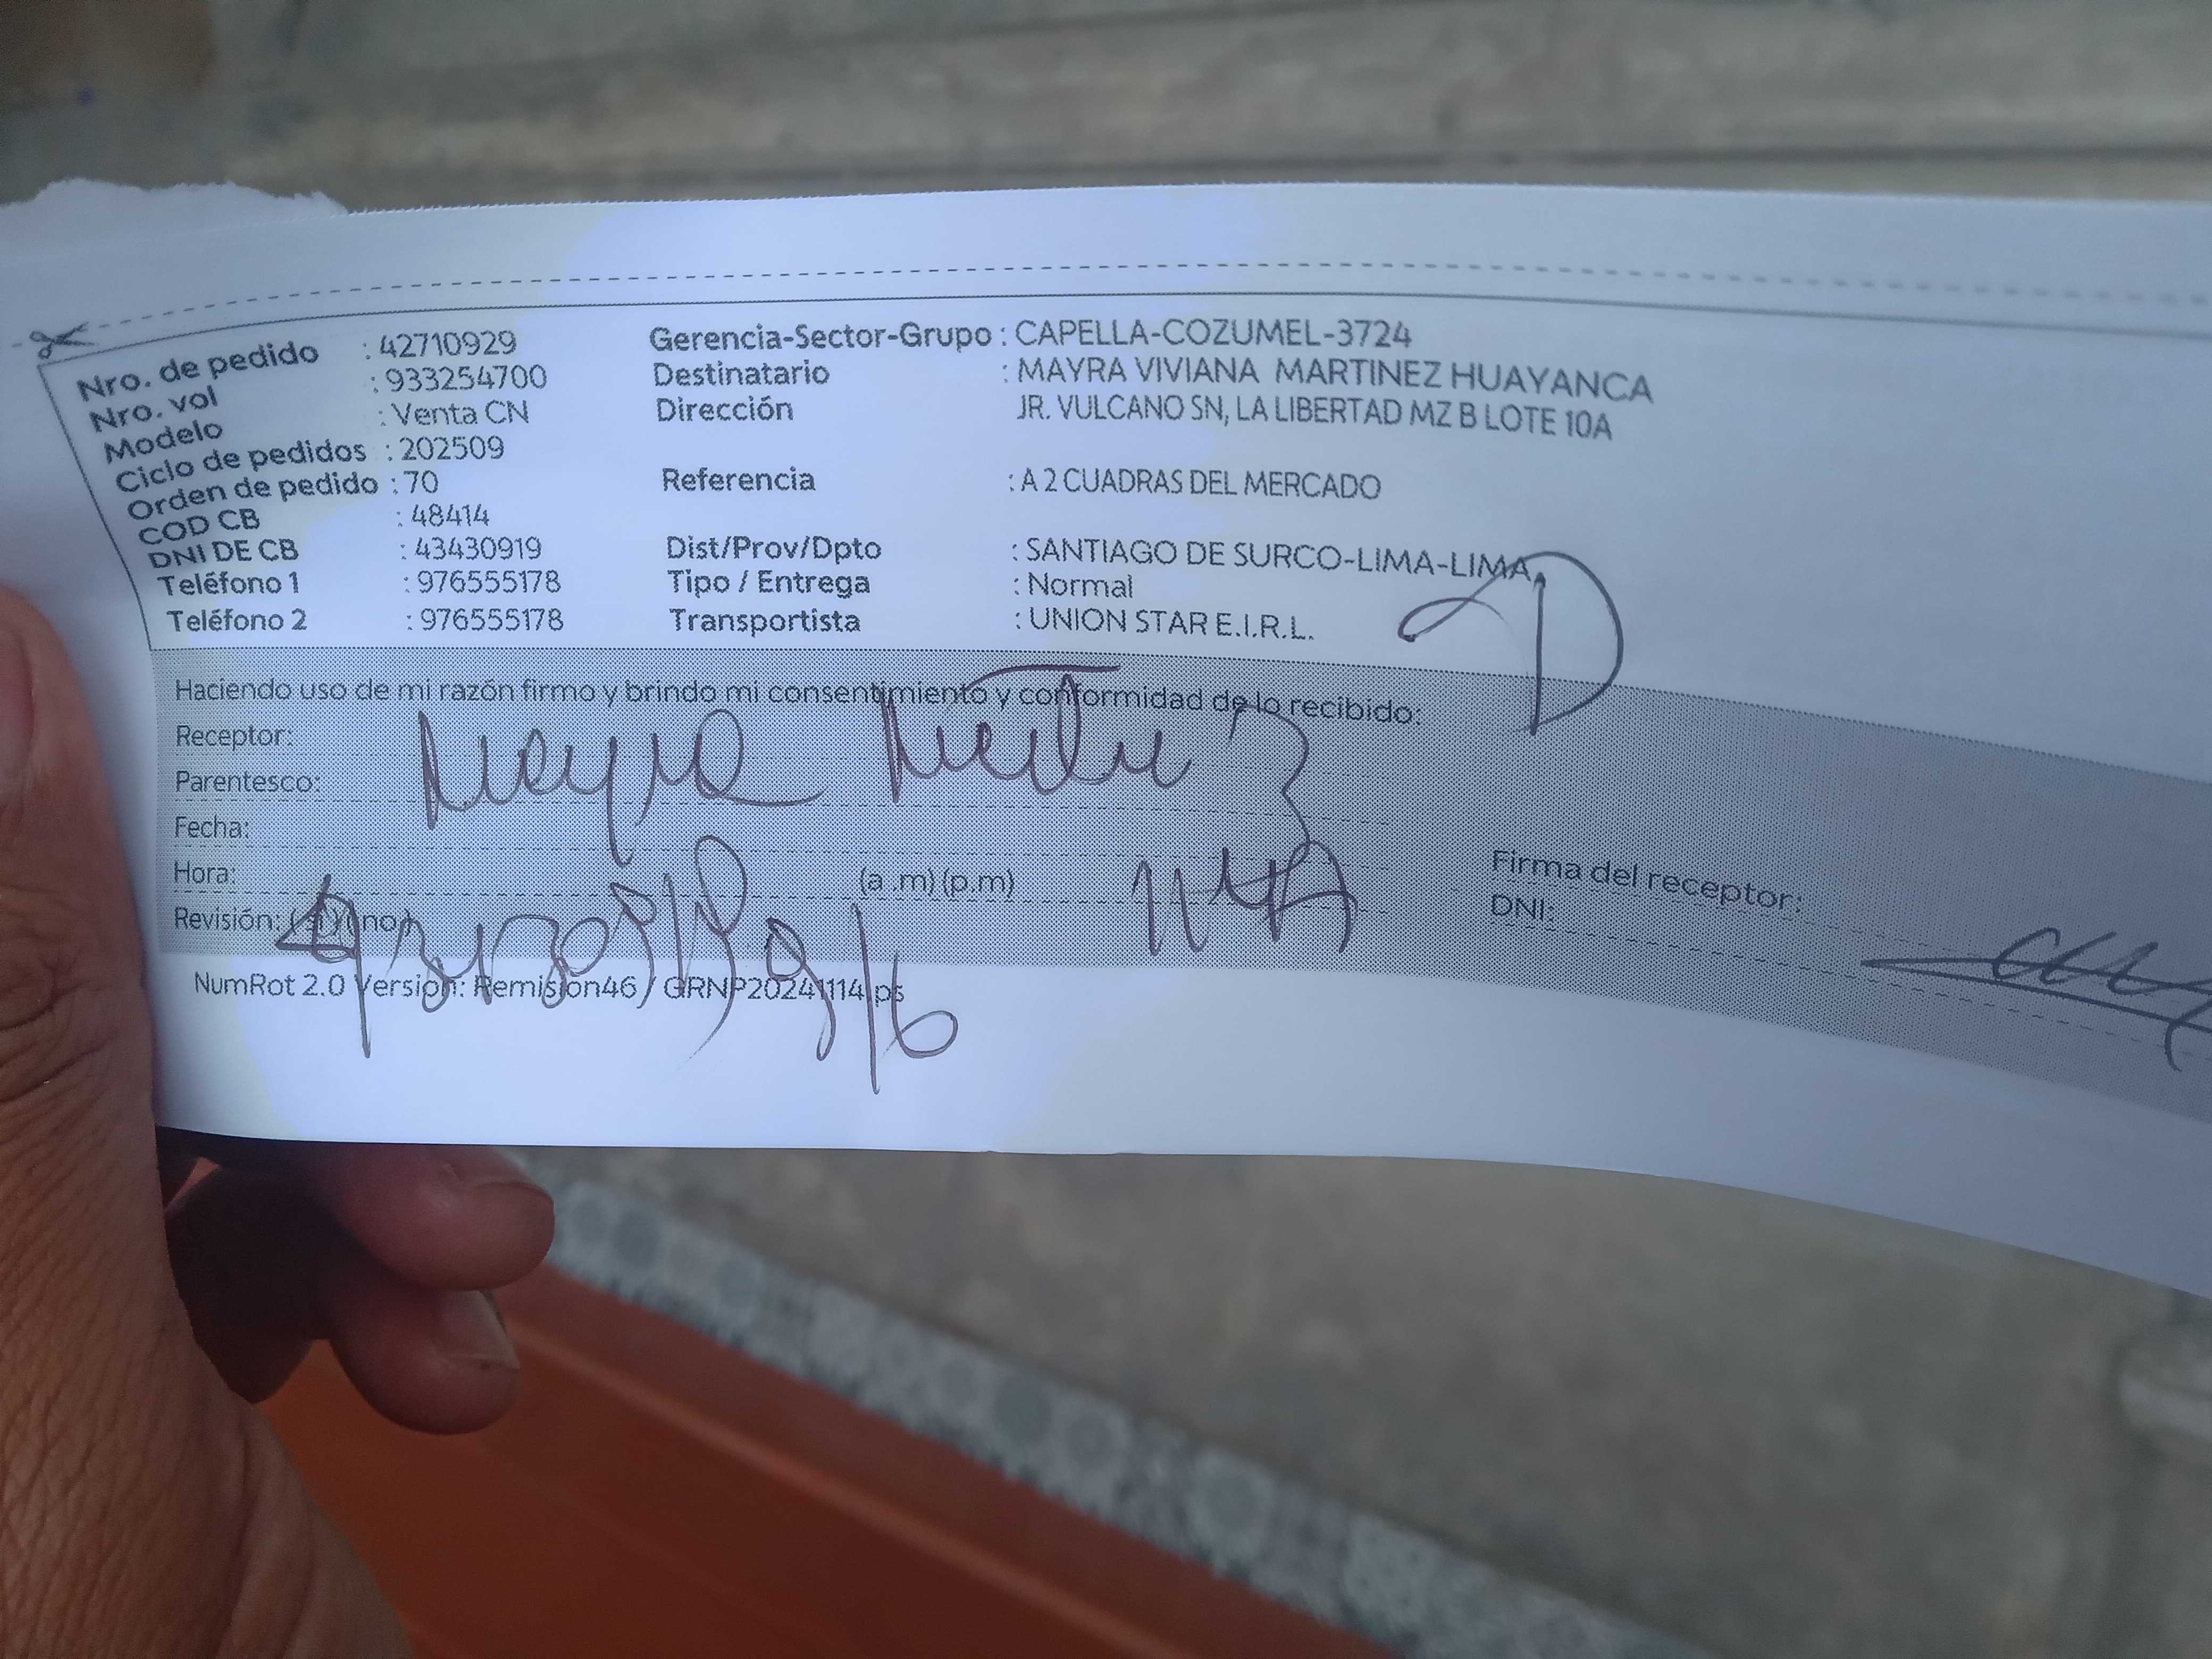 Nro. de pedido : 42710929
Nro. vol : 933254700
Modelo : Venta CN
Ciclo de pedidos : 202509
Orden de pedido : 70
COD CB : 48414
DNI DE CB : 43430919
Teléfono 1 : 976555178
Teléfono 2 : 976555178
Gerencia-Sector-Grupo : CAPELLA-COZUMEL-3724
Destinatario : MAYRA VIVIANA MARTINEZ HUAYANCA
Dirección JR. VULCANO SN, LA LIBERTAD MZ B LOTE 10A
Referencia : A 2 CUADRAS DEL MERCADO
Dist/Prov/Dpto : SANTIAGO DE SURCO-LIMA-LIMA
Tipo / Entrega : Normal
Transportista : UNION STAR E.I.R.L.
D
Haciendo uso de mi razón firmo y brindo mi consentimiento y conformidad de lo recibido:
Receptor:
Mayra
Parentesco:
Fecha:
Hora: (a .m) (p.m)
Revisión: ( si ) ( no )
Firma del receptor:
DNI:
NumRot 2.0 Version: Remision46 / GRNP20241114.ps